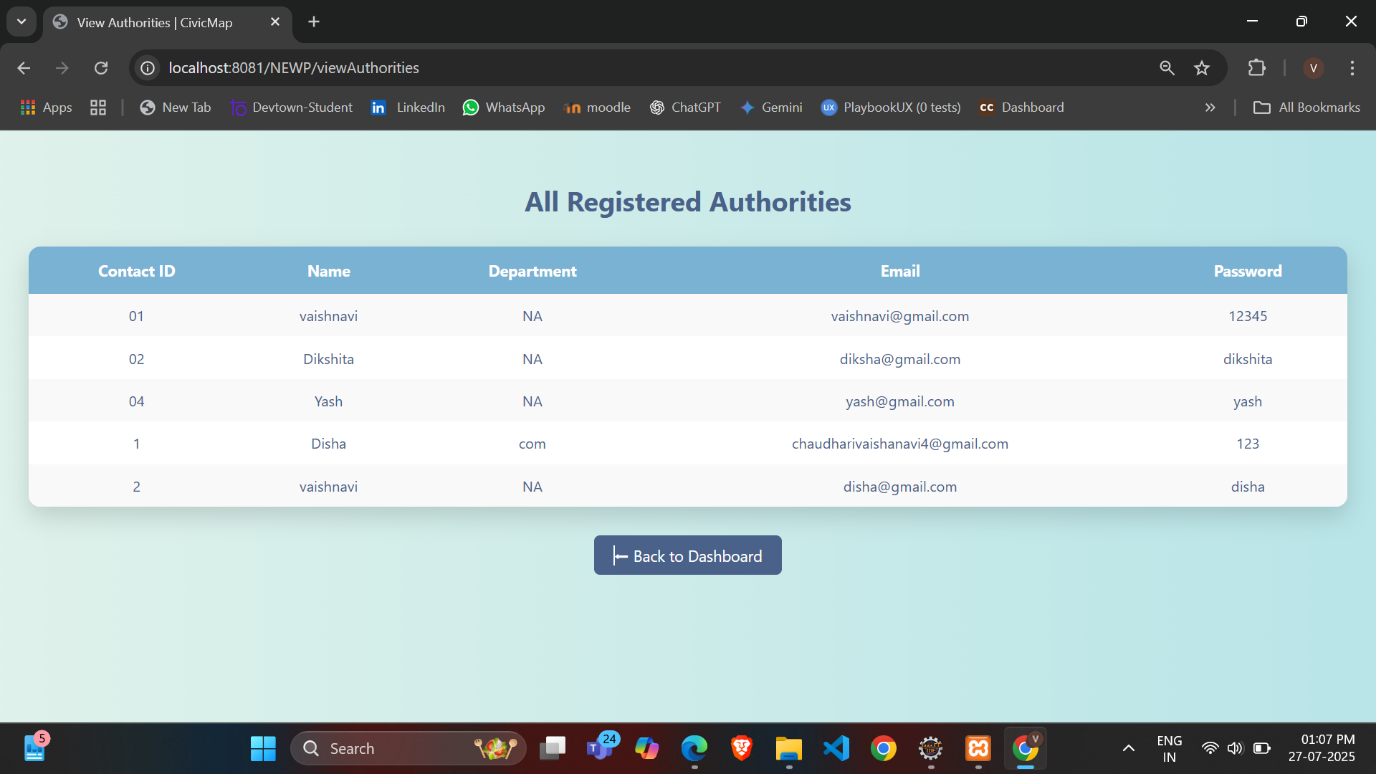 View Authorities | CivicMap
localhost:8081/NEWP/viewAuthorities
V
Apps New Tab Devtown-Student LinkedIn WhatsApp moodle ChatGPT Gemini PlaybookUX (0 tests) Dashboard » All Bookmarks
All Registered Authorities
Contact ID Name Department Email Password
01 vaishnavi NA vaishnavi@gmail.com 12345
02 Dikshita NA diksha@gmail.com dikshita
04 Yash NA yash@gmail.com yash
1 Disha com chaudharivaishanavi4@gmail.com 123
2 vaishnavi NA disha@gmail.com disha
Back to Dashboard
5 Search 24 V ENG 01:07 PM
IN 27-07-2025